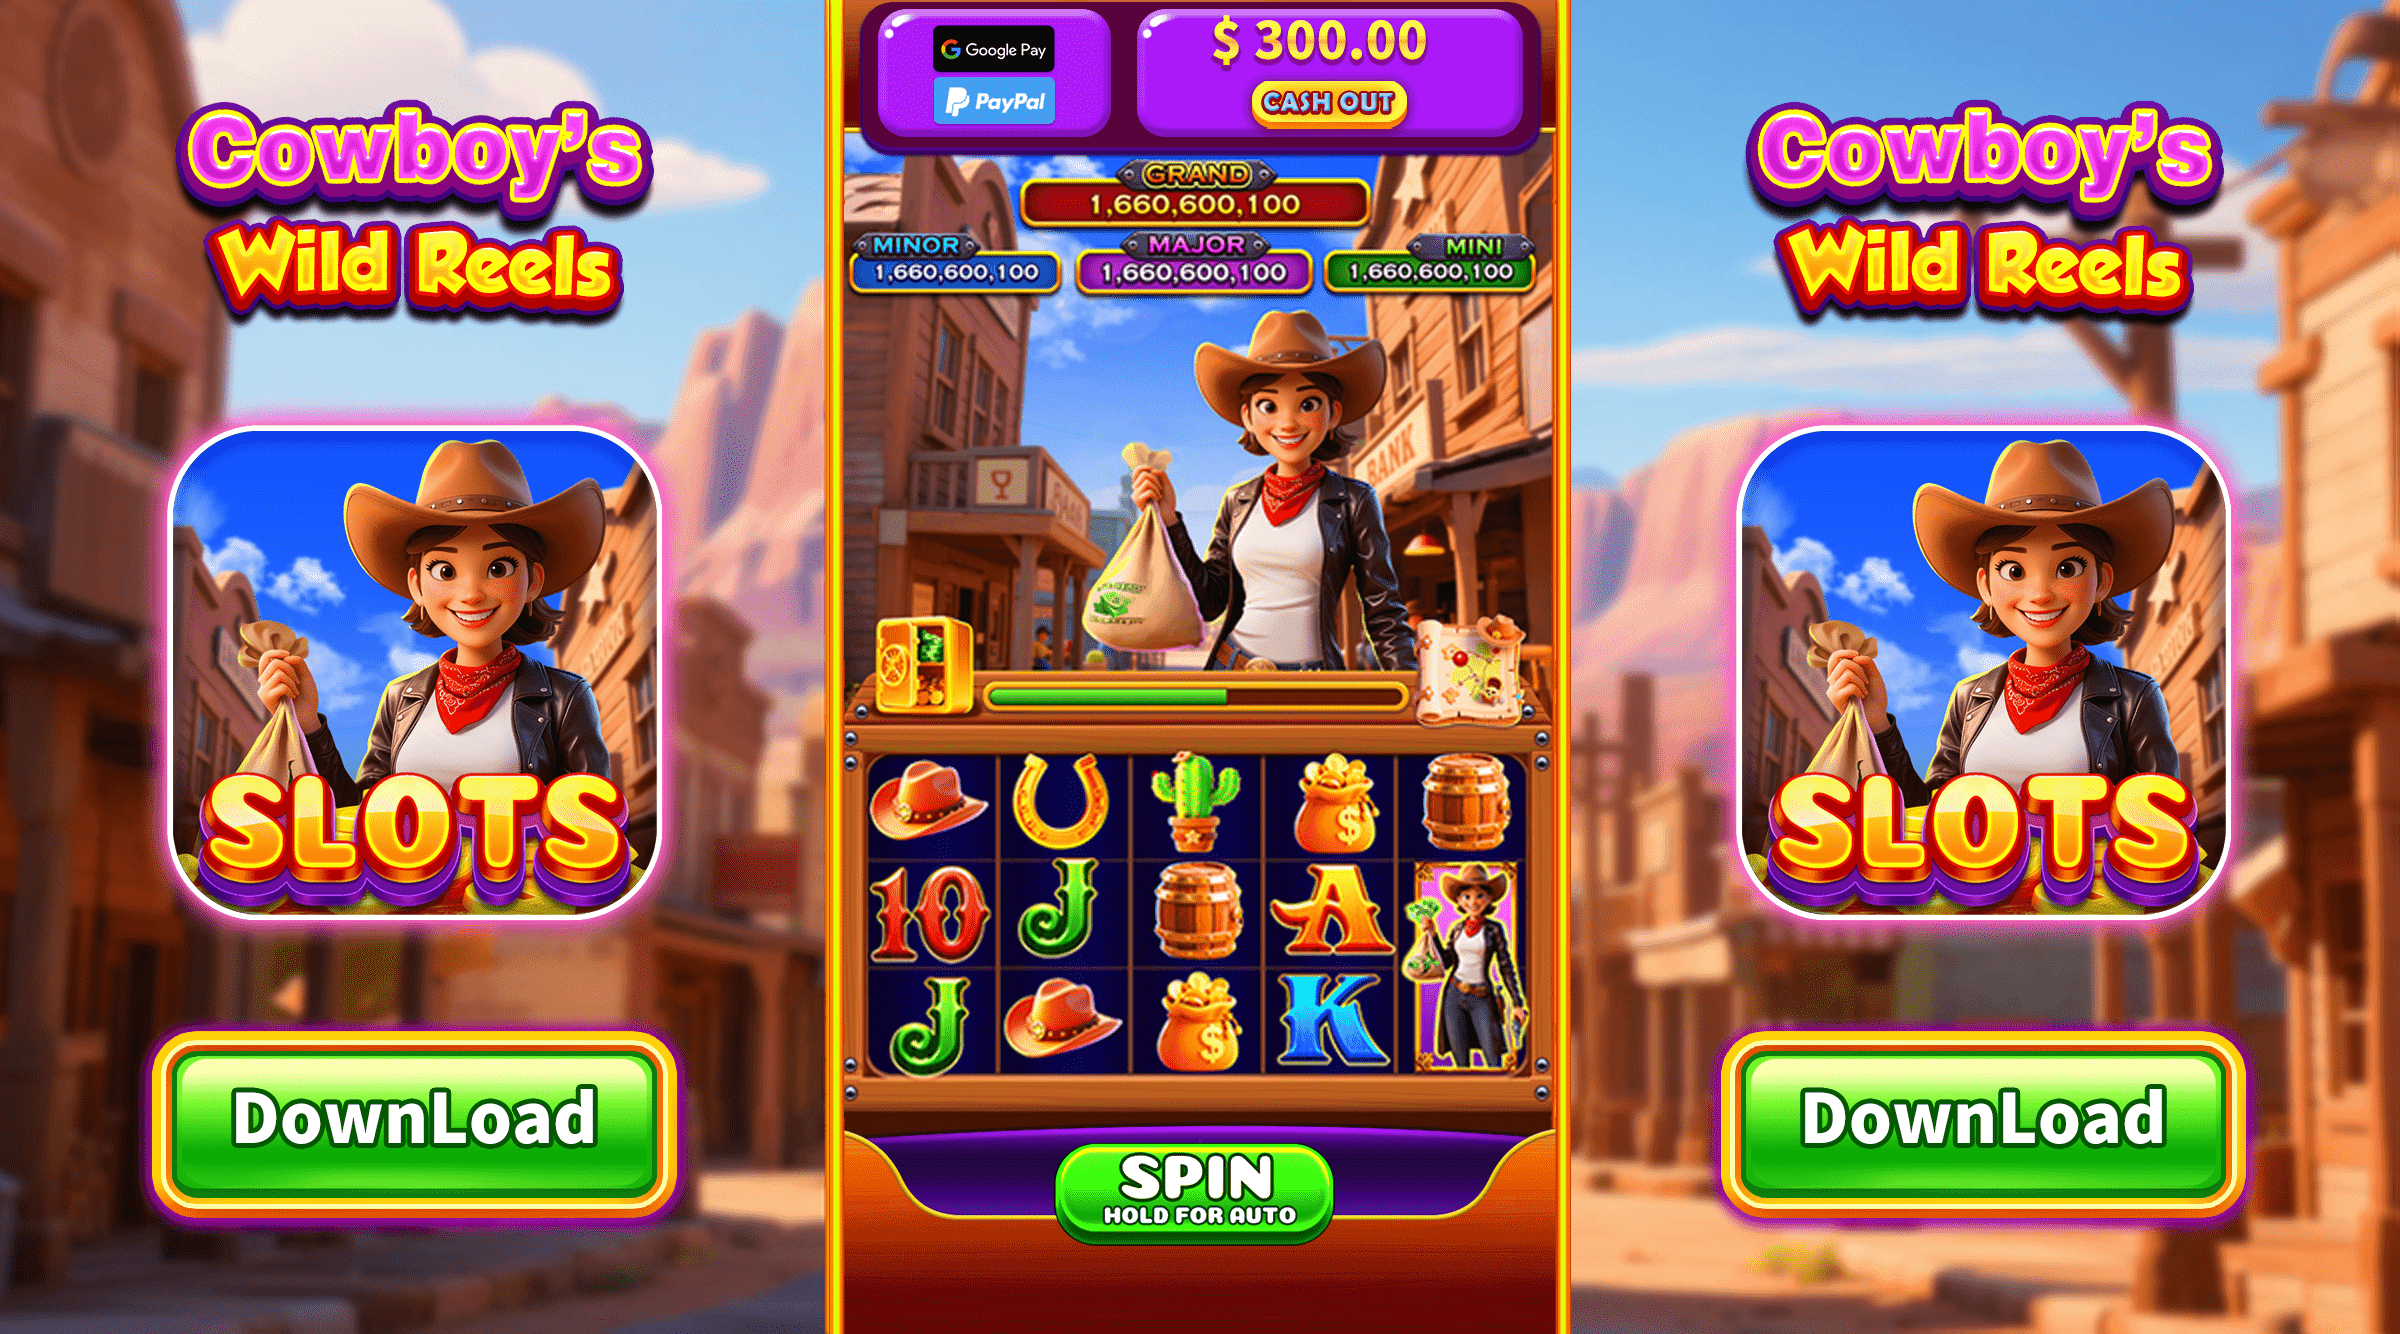 Cowboy's
Wild Reels
SLOTS
DownLoad
Google Pay
PayPal
$ 300.00
CASH OUT
GRAND
1,660,600,100
MINOR
1,660,600,100
MAJOR
1,660,600,100
MINI
1,660,600,100
BANK
$
10
J
A
J
$
K
SPIN
HOLD FOR AUTO
Cowboy's
Wild Reels
SLOTS
DownLoad